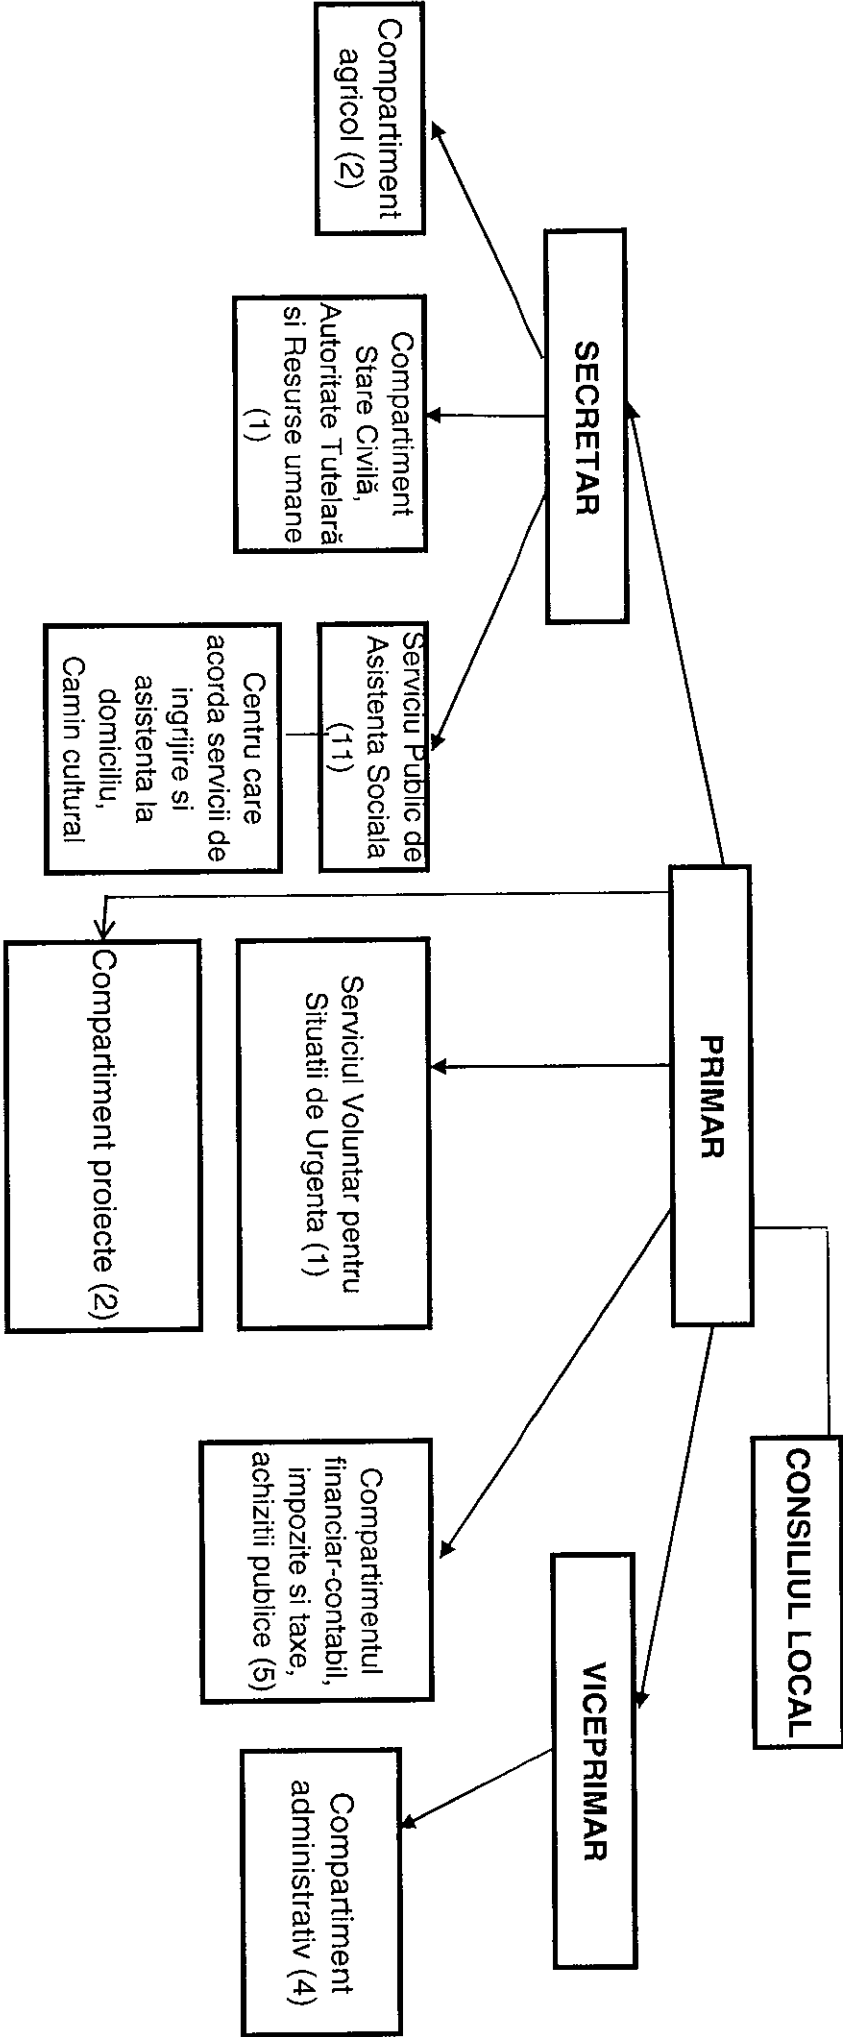 CONSILIUL LOCAL
PRIMAR
SECRETAR
VICEPRIMAR
Compartiment
agricol (2)
Compartiment
Stare Civilă,
Autoritate Tutelară
si Resurse umane
(1)
Serviciu Public de
Asistenta Sociala
(11)
Centru care
acorda servicii de
ingrijire si
asistenta la
domiciliu,
Camin cultural
Serviciul Voluntar pentru
Situatii de Urgenta (1)
Compartiment proiecte (2)
Compartimentul
financiar-contabil,
impozite si taxe,
achizitii publice (5)
Compartiment
administrativ (4)